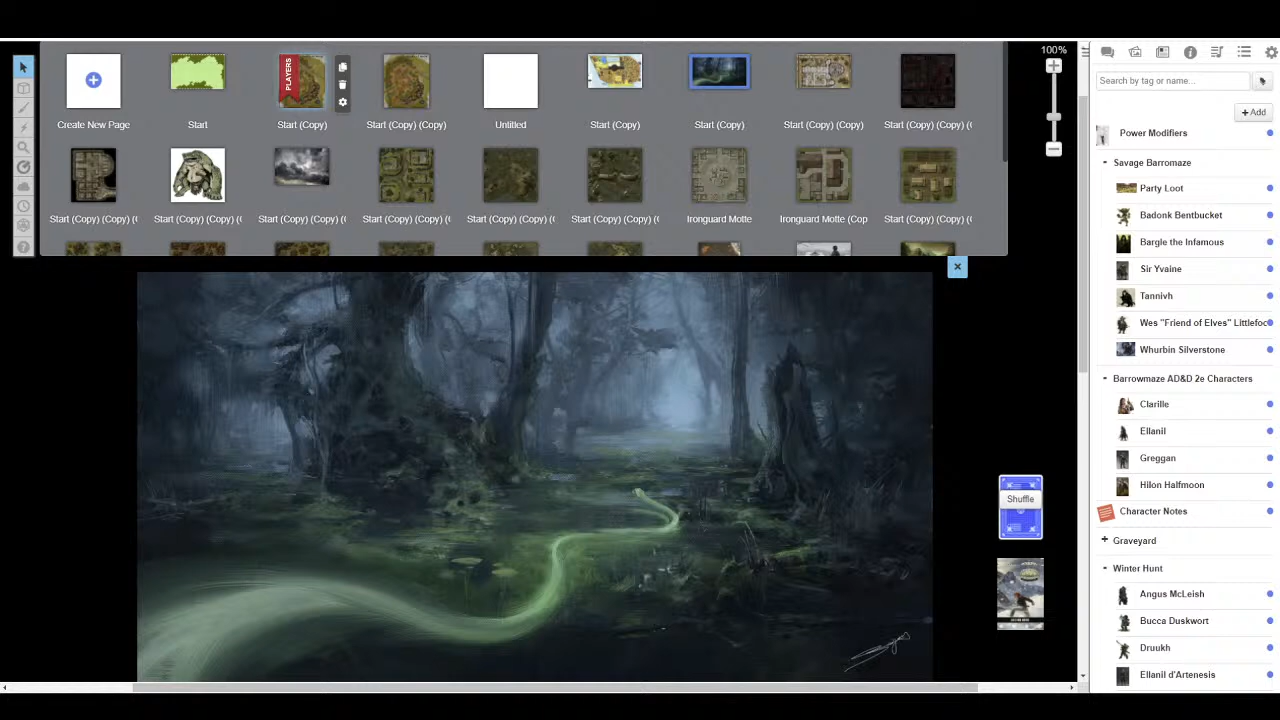 PLAYERS
100%
Create New Page
Start
Start (Copy)
Start (Copy) (Copy)
Untitled
Start (Copy)
Start (Copy)
Start (Copy) (Copy)
Start (Copy) (Copy) (
Start (Copy) (Copy) (
Start (Copy) (Copy) (
Start (Copy) (Copy) (
Start (Copy) (Copy) (
Start (Copy) (Copy) (
Start (Copy) (Copy) (
Ironguard Motte
Ironguard Motte (Cop
Start (Copy) (Copy) (
Shuffle
Search by tag or name...
+ Add
Power Modifiers
Savage Barromaze
Party Loot
Badonk Bentbucket
Bargle the Infamous
Sir Yvaine
Tannivh
Wes "Friend of Elves" Littlefoo
Whurbin Silverstone
Barrowmaze AD&D 2e Characters
Clarille
Ellanil
Greggan
Hilon Halfmoon
Character Notes
Graveyard
Winter Hunt
Angus McLeish
Bucca Duskwort
Druukh
Ellanil d'Artenesis